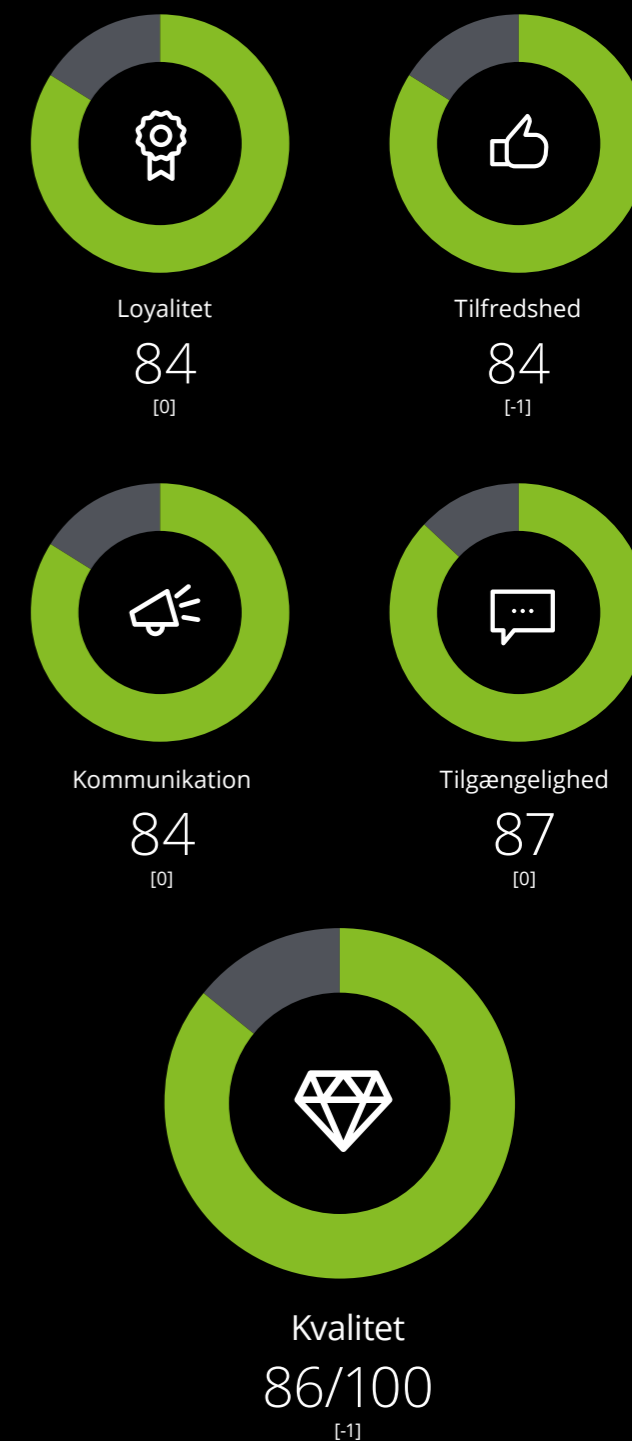 Loyalitet
84
[0]
Tilfredshed
84
[-1]
Kommunikation
84
[0]
Tilgængelighed
87
[0]
Kvalitet
86/100
[-1]